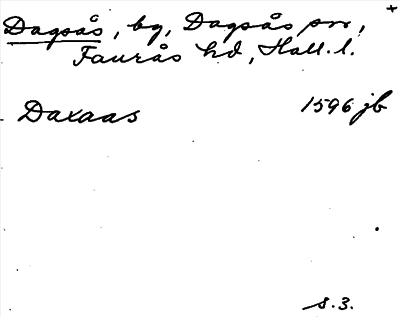 +
Dagsås, by, Dagsås sn,
Faurås hd, Hall. l.
Daxaas 1596 jb
s. 3.